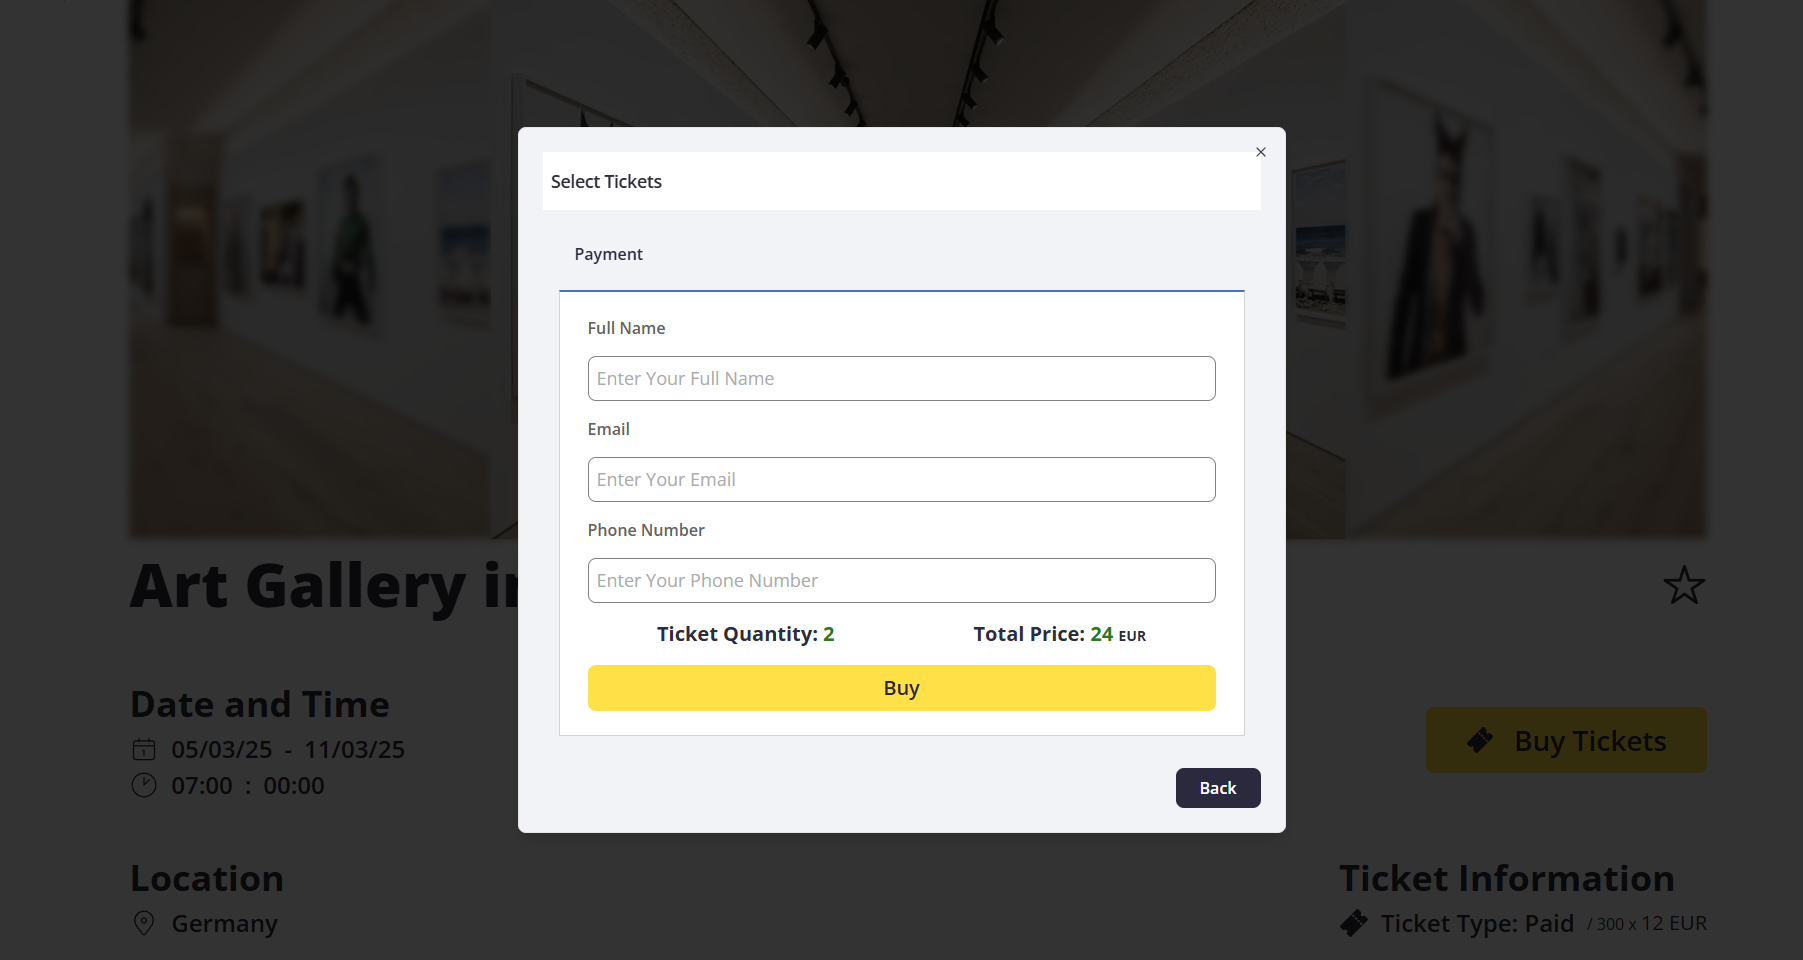 ×
Select Tickets
Payment
Full Name
Enter Your Full Name
Email
Enter Your Email
Phone Number
Enter Your Phone Number
Ticket Quantity: 2
Total Price: 24 EUR
Buy
Back
Art Gallery
Date and Time
05/03/25 - 11/03/25
07:00 : 00:00
Buy Tickets
Location
Germany
Ticket Information
Ticket Type: Paid / 300 x 12 EUR